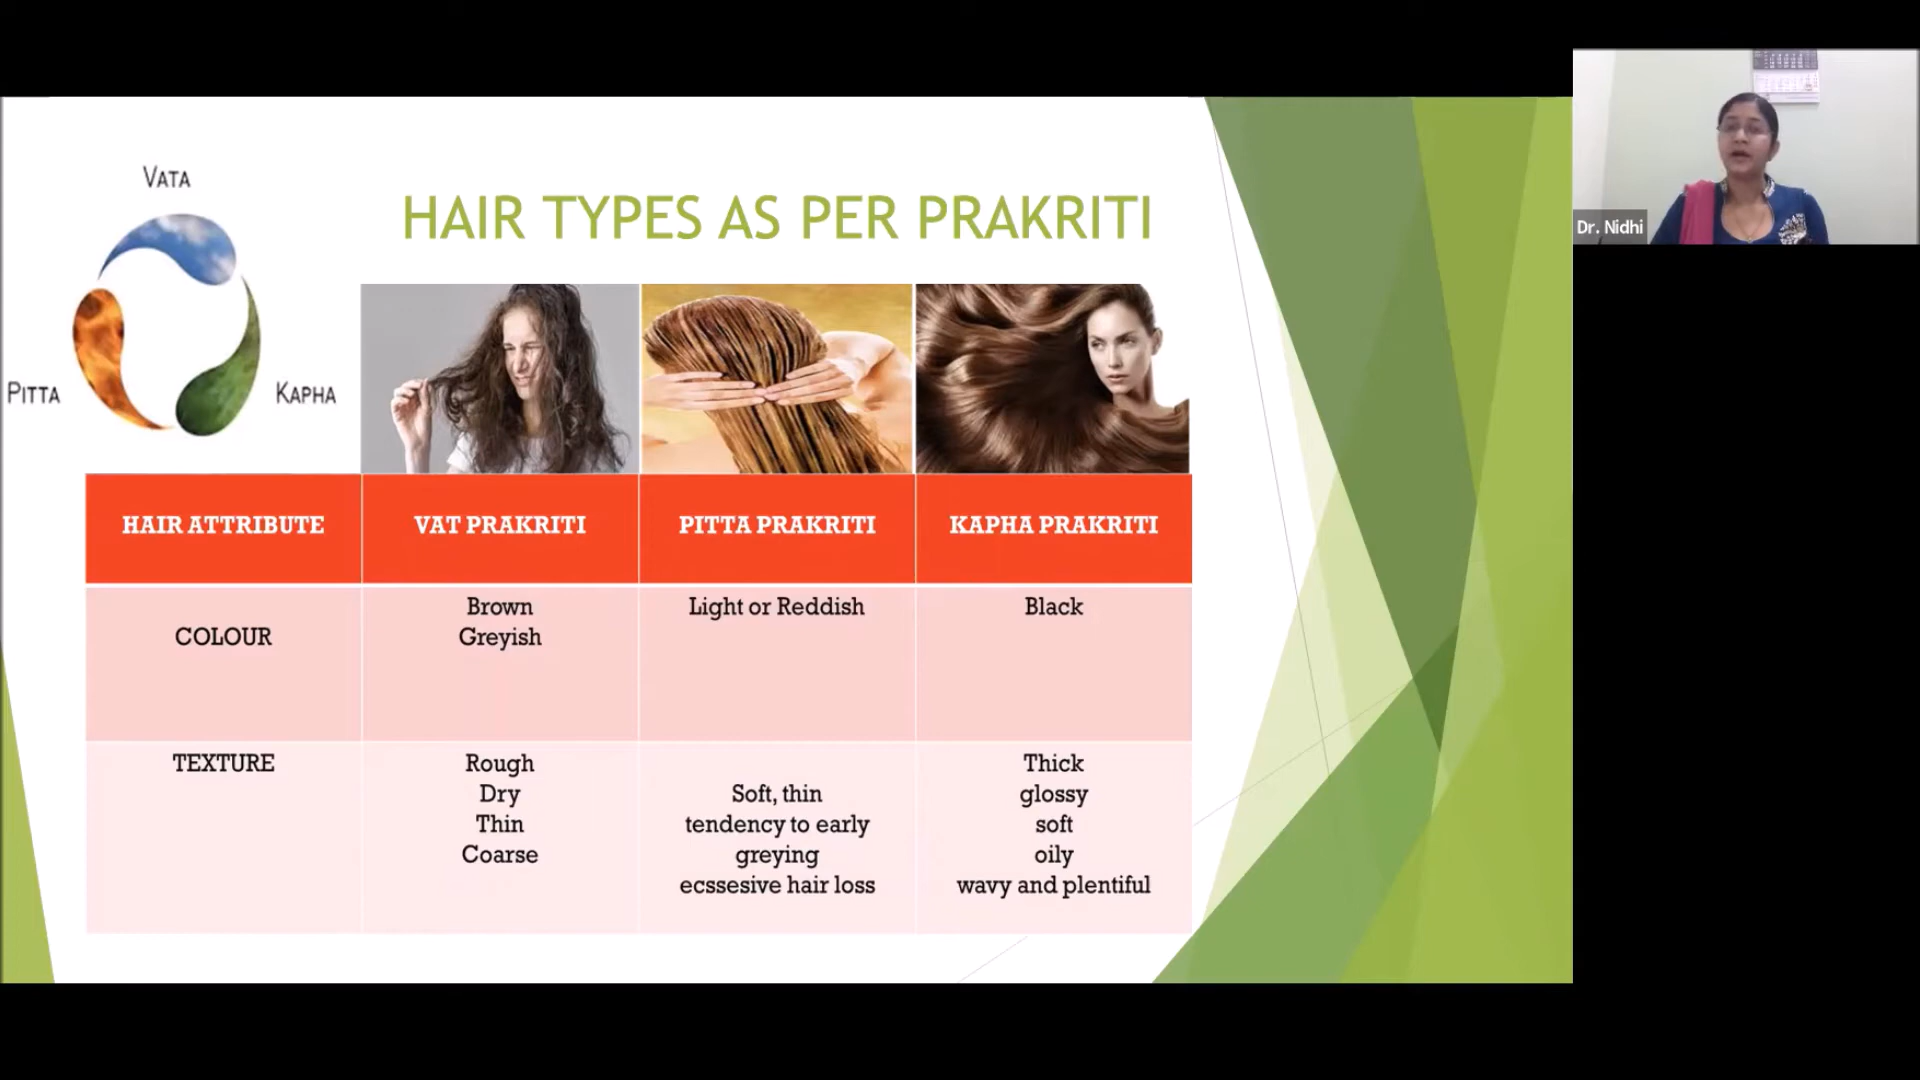 VATA
HAIR TYPES AS PER PRAKRITI
PITTA
KAPHA
HAIR ATTRIBUTE
VAT PRAKRITI
PITTA PRAKRITI
KAPHA PRAKRITI
COLOUR
Brown
Greyish
Light or Reddish
Black
TEXTURE
Rough
Dry
Thin
Coarse
Soft, thin
tendency to early
greying
ecssesive hair loss
Thick
glossy
soft
oily
wavy and plentiful
Dr. Nidhi